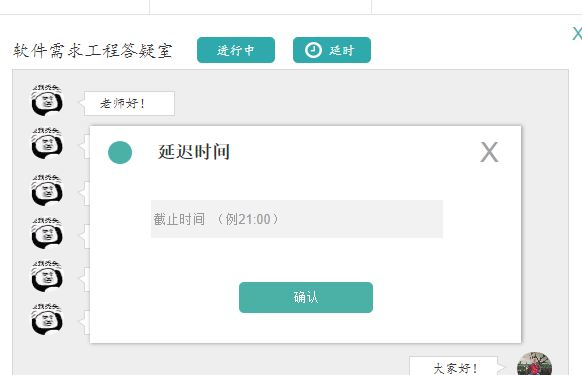 X
软件需求工程答疑室 进行中 延时
老师好！
延迟时间 X
截止时间 （例21:00）
确认
大家好！